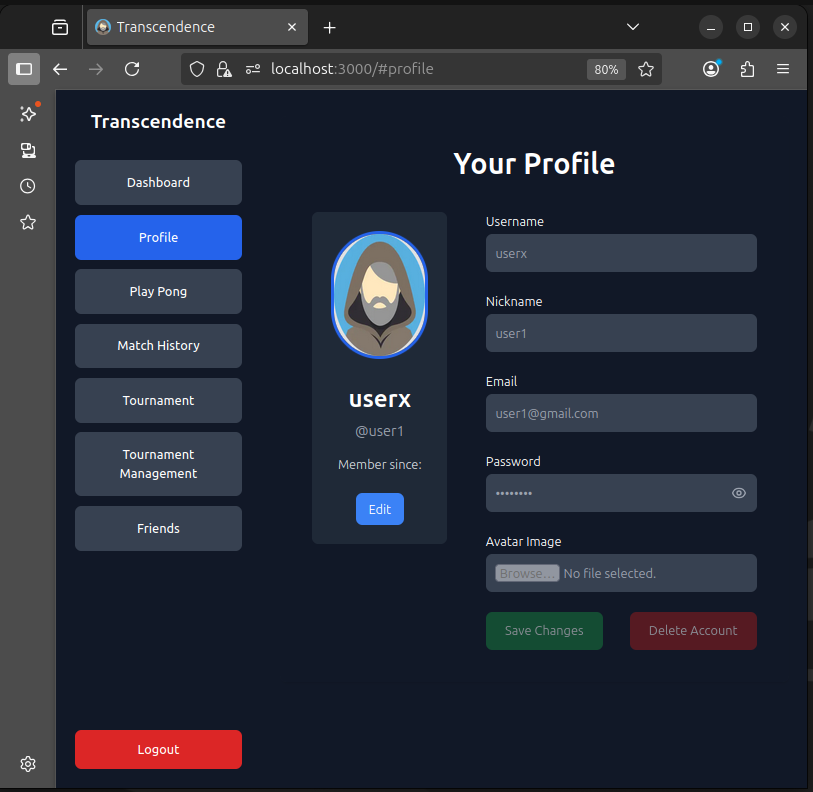 Transcendence
localhost:3000/#profile
80%
Transcendence
Dashboard
Profile
Play Pong
Match History
Tournament
Tournament
Management
Friends
Logout
Your Profile
userx
@user1
Member since:
Edit
Username
userx
Nickname
user1
Email
user1@gmail.com
Password
••••••••
Avatar Image
Browse... No file selected.
Save Changes
Delete Account